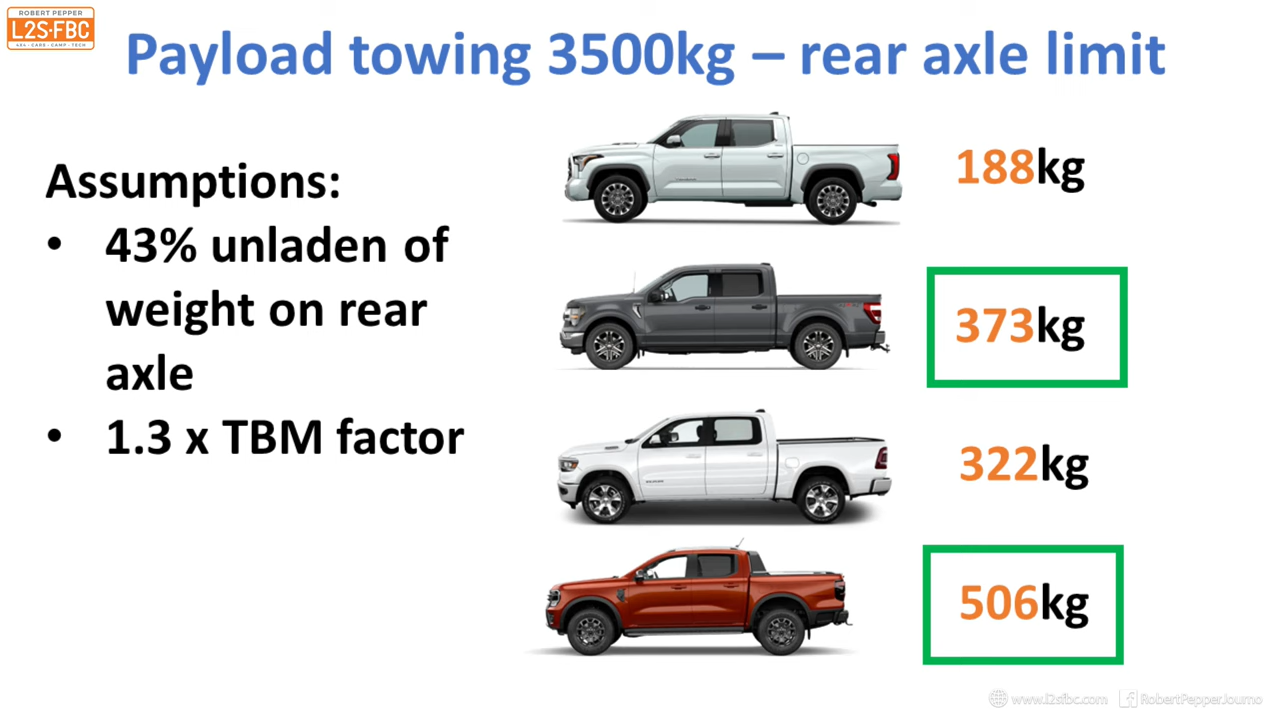 ROBERT PEPPER
L2S-FBC
4X4 - CARS - CAMP - TECH
Payload towing 3500kg – rear axle limit
Assumptions:
• 43% unladen of
weight on rear
axle
• 1.3 x TBM factor
188kg
373kg
322kg
506kg
www.l2sfbc.com
RobertPepperJourno